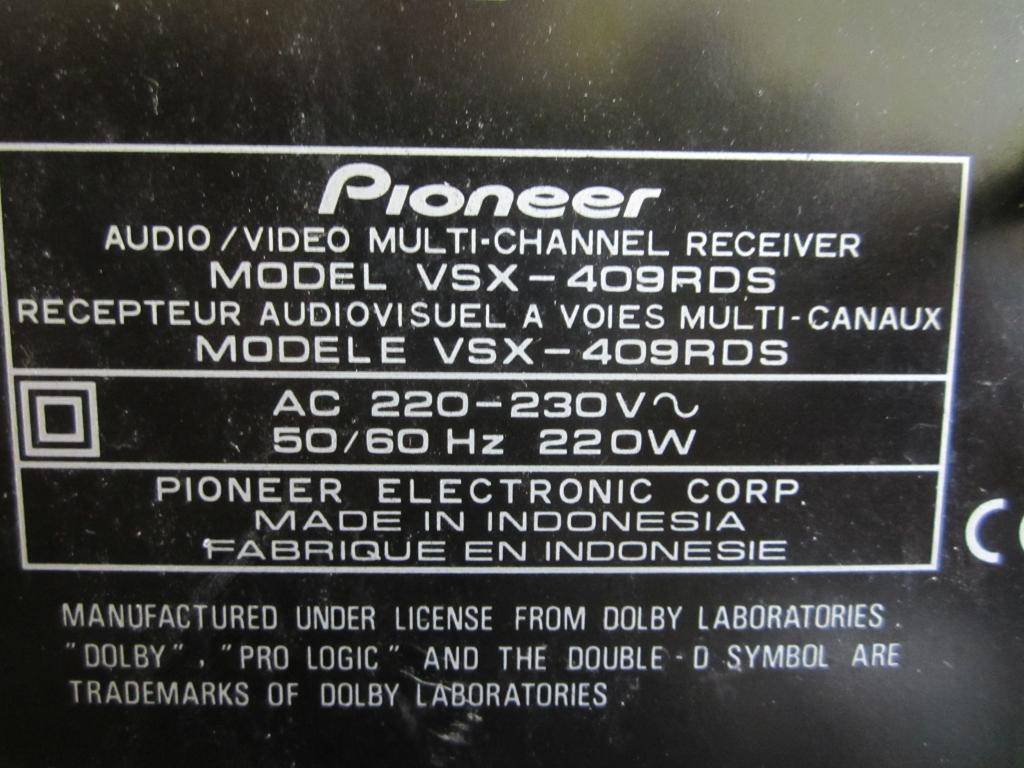 Pioneer
AUDIO/VIDEO MULTI-CHANNEL RECEIVER
MODEL VSX-409RDS
RECEPTEUR AUDIOVISUEL A VOIES MULTI-CANAUX
MODELE VSX-409RDS
AC 220-230V~
50/60 Hz 220W
PIONEER ELECTRONIC CORP.
MADE IN INDONESIA
FABRIQUE EN INDONESIE
MANUFACTURED UNDER LICENSE FROM DOLBY LABORATORIES.
"DOLBY", "PRO LOGIC" AND THE DOUBLE-D SYMBOL ARE
TRADEMARKS OF DOLBY LABORATORIES.